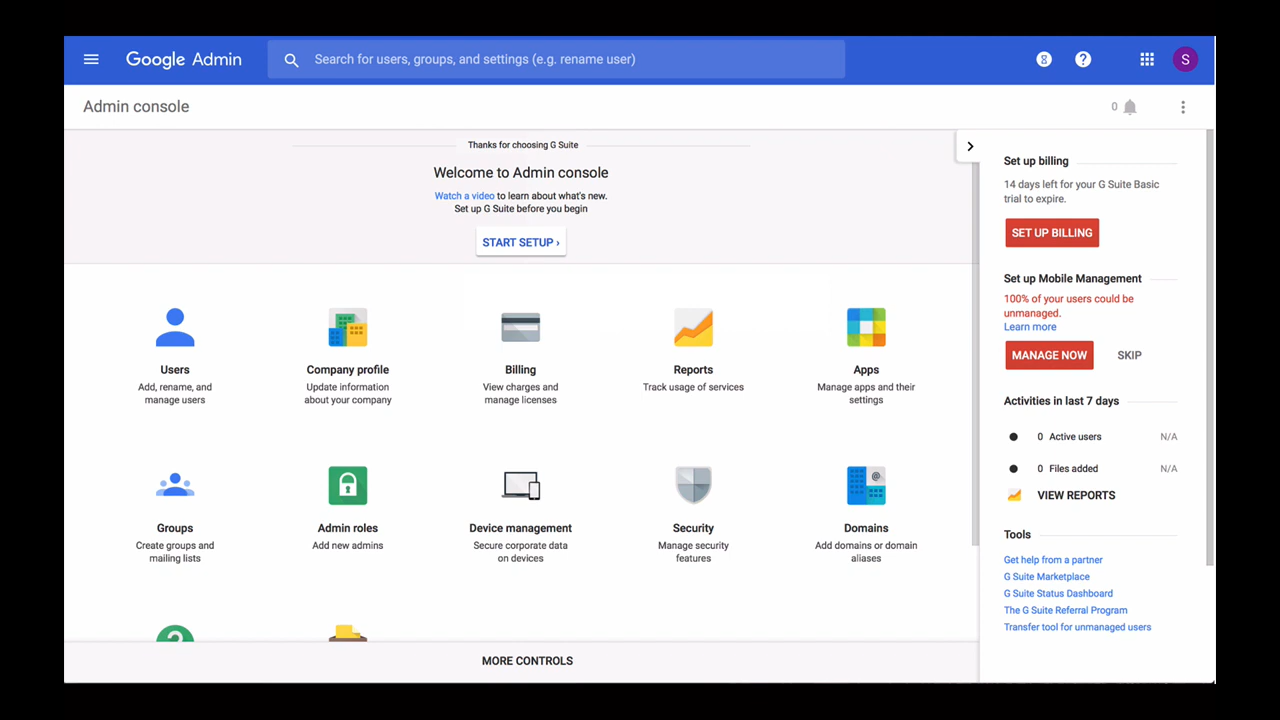 Google Admin
Search for users, groups, and settings (e.g. rename user)
S
Admin console
0
Thanks for choosing G Suite
Welcome to Admin console
Watch a video to learn about what's new.
Set up G Suite before you begin
START SETUP ›
Users
Add, rename, and
manage users
Company profile
Update information
about your company
Billing
View charges and
manage licenses
Reports
Track usage of services
Apps
Manage apps and their
settings
Groups
Create groups and
mailing lists
Admin roles
Add new admins
Device management
Secure corporate data
on devices
Security
Manage security
features
Domains
Add domains or domain
aliases
MORE CONTROLS
Set up billing
14 days left for your G Suite Basic
trial to expire.
SET UP BILLING
Set up Mobile Management
100% of your users could be
unmanaged.
Learn more
MANAGE NOW SKIP
Activities in last 7 days
0 Active users N/A
0 Files added N/A
VIEW REPORTS
Tools
Get help from a partner
G Suite Marketplace
G Suite Status Dashboard
The G Suite Referral Program
Transfer tool for unmanaged users